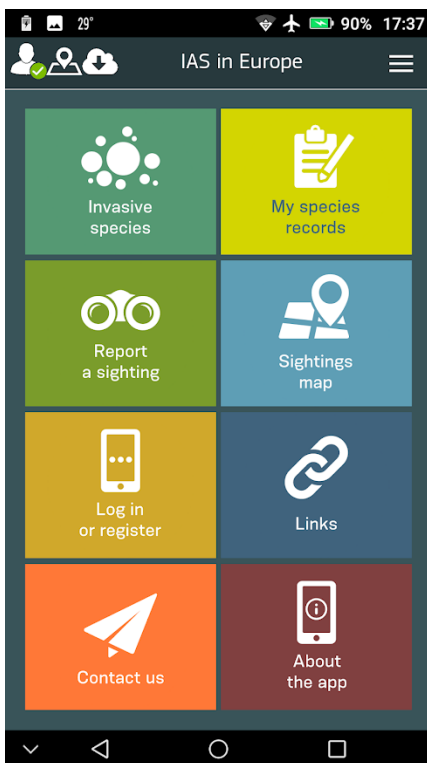 29°
90% 17:37
IAS in Europe
Invasive
species
My species
records
Report
a sighting
Sightings
map
Log in
or register
Links
Contact us
About
the app